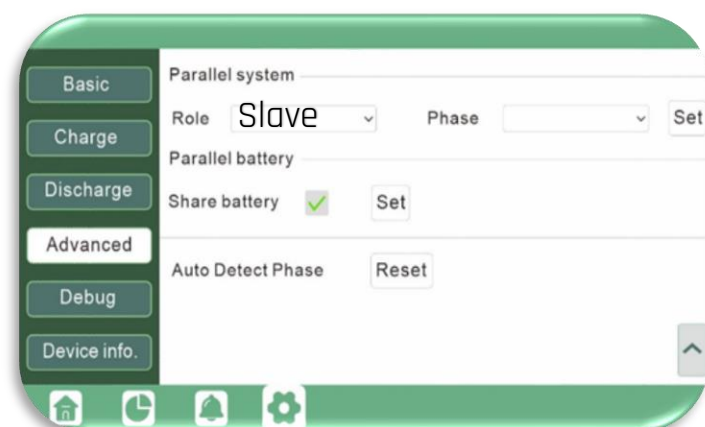 Basic
Charge
Discharge
Advanced
Debug
Device info.
Parallel system
Role Slave Phase Set
Parallel battery
Share battery Set
Auto Detect Phase Reset